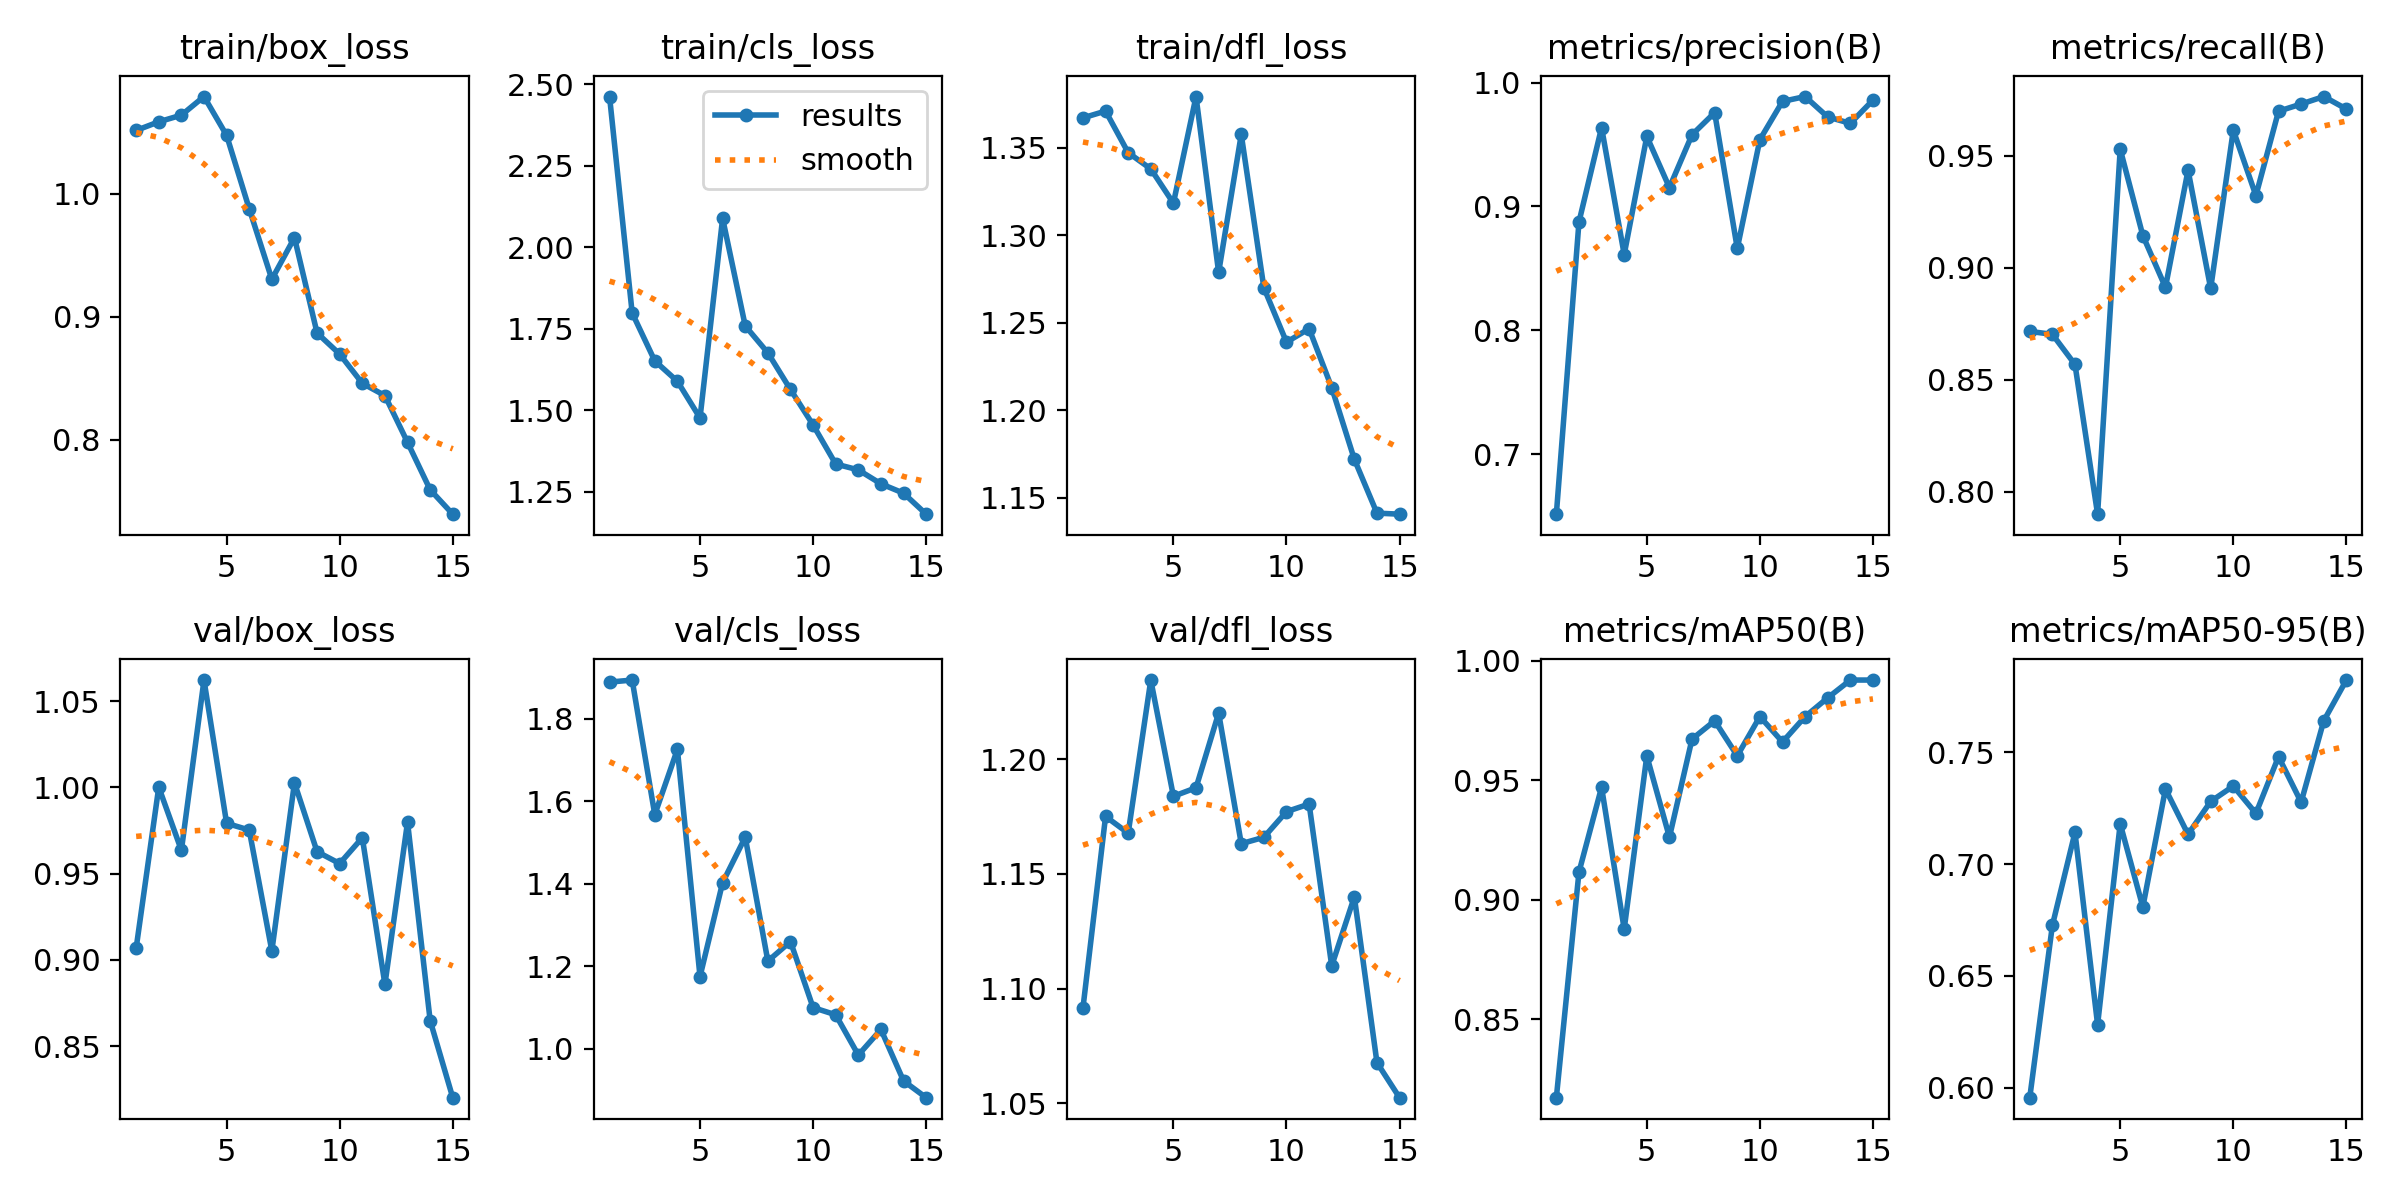 train/box_loss
1.0
0.9
0.8
5 10 15
train/cls_loss
2.50
2.25
2.00
1.75
1.50
1.25
results
smooth
5 10 15
train/dfl_loss
1.35
1.30
1.25
1.20
1.15
5 10 15
metrics/precision(B)
1.0
0.9
0.8
0.7
5 10 15
metrics/recall(B)
0.95
0.90
0.85
0.80
5 10 15
val/box_loss
1.05
1.00
0.95
0.90
0.85
5 10 15
val/cls_loss
1.8
1.6
1.4
1.2
1.0
5 10 15
val/dfl_loss
1.20
1.15
1.10
1.05
5 10 15
metrics/mAP50(B)
1.00
0.95
0.90
0.85
5 10 15
metrics/mAP50-95(B)
0.75
0.70
0.65
0.60
5 10 15